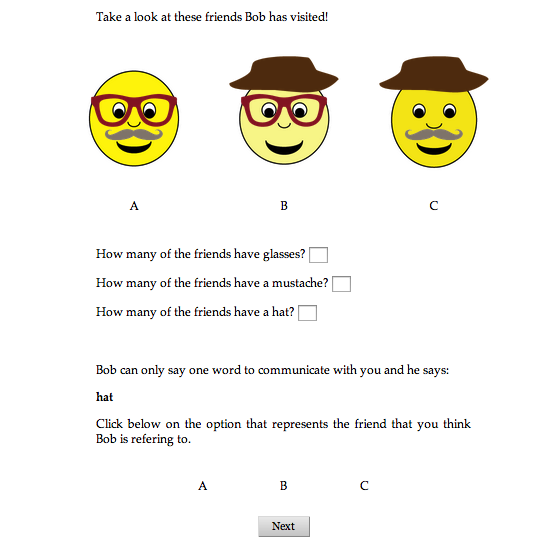 Take a look at these friends Bob has visited!
A B C
How many of the friends have glasses?
How many of the friends have a mustache?
How many of the friends have a hat?
Bob can only say one word to communicate with you and he says:
hat
Click below on the option that represents the friend that you think
Bob is refering to.
A B C
Next